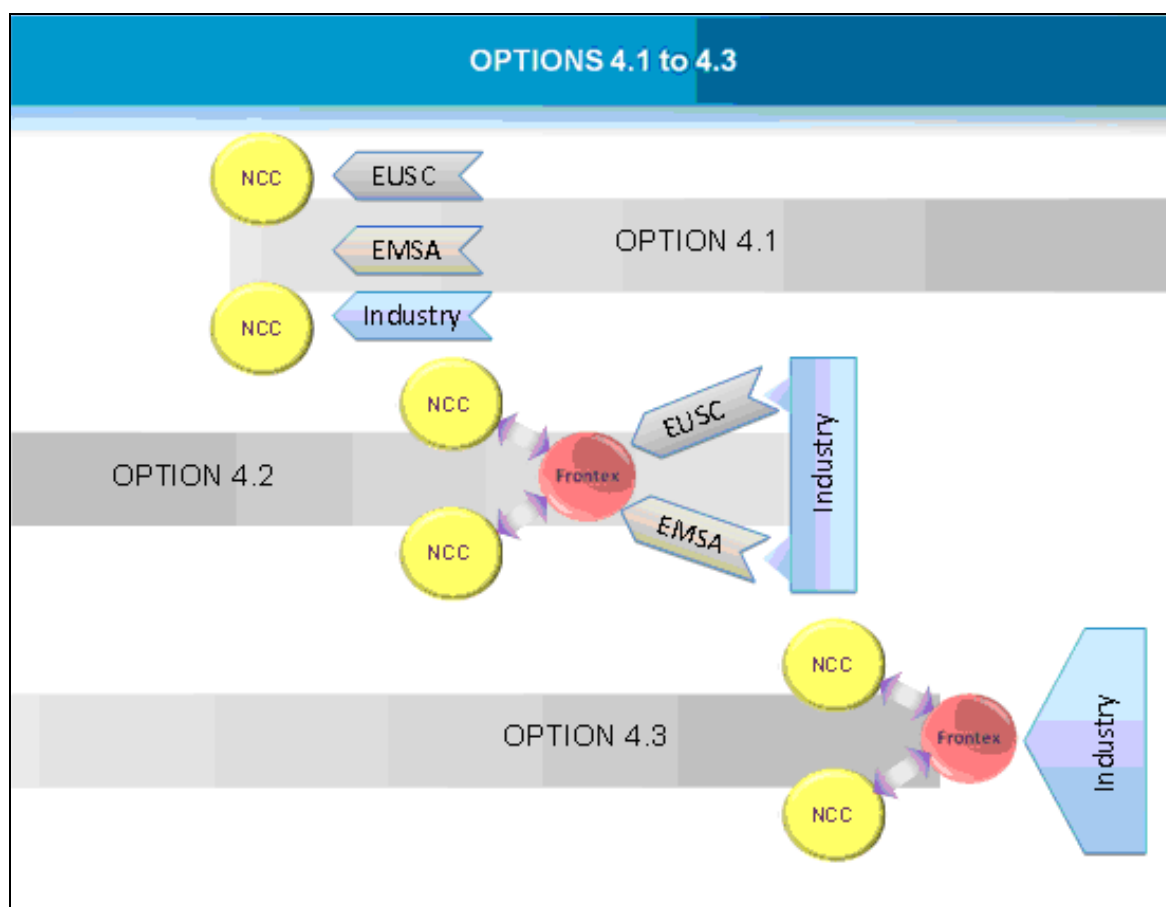 OPTIONS 4.1 to 4.3
NCC
EUSC
OPTION 4.1
EMSA
NCC
Industry
NCC
EUSC
Industry
OPTION 4.2
Frontex
EMSA
NCC
NCC
OPTION 4.3
Frontex
Industry
NCC